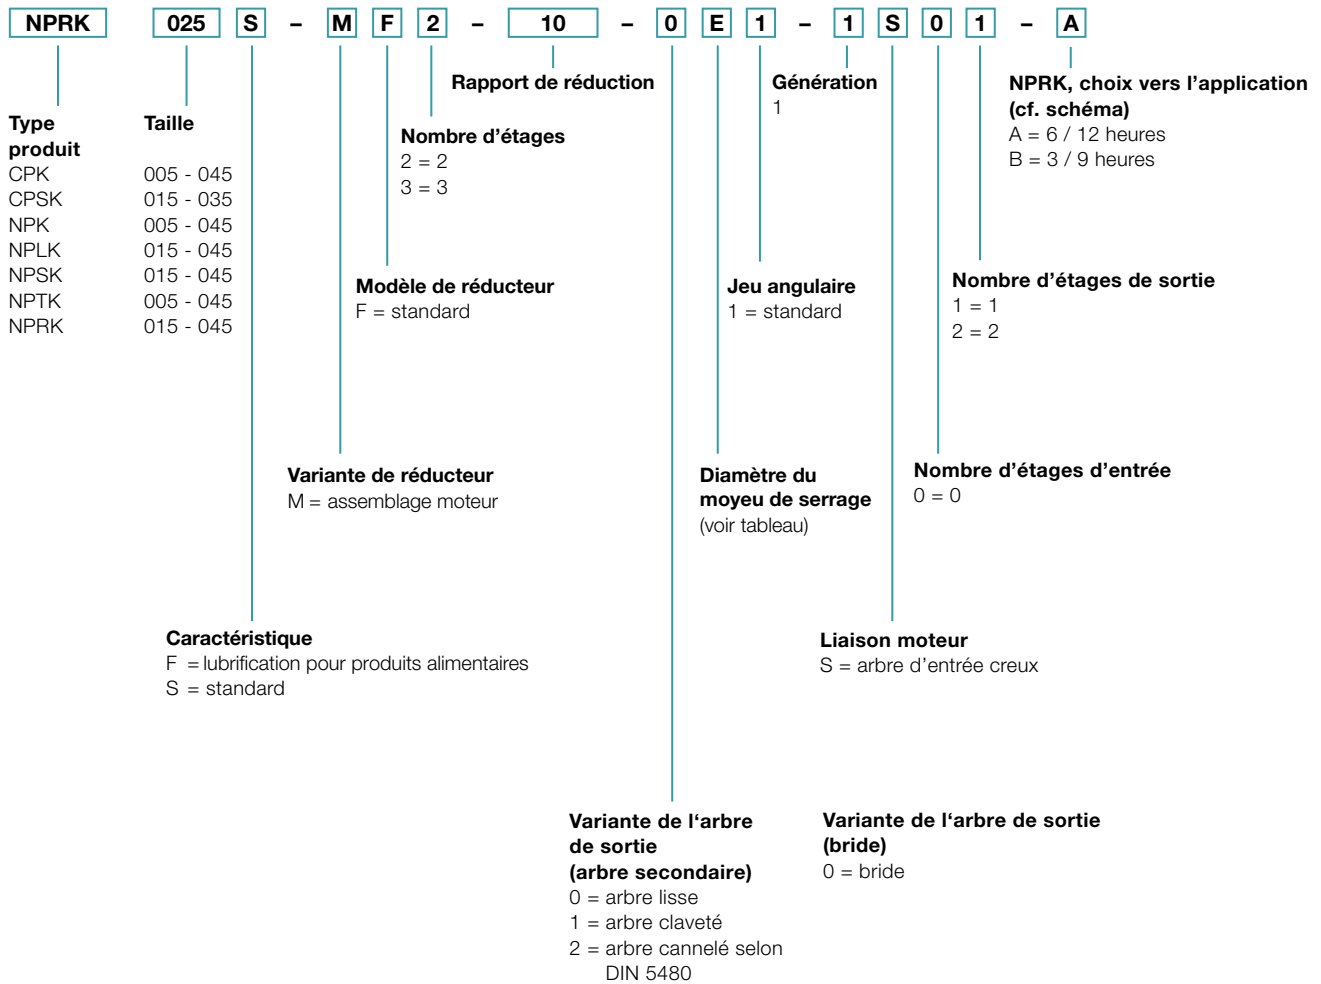 NPRK 025 S – M F 2 – 10 – 0 E 1 – 1 S 0 1 – A
Type
produit
CPK
CPSK
NPK
NPLK
NPSK
NPTK
NPRK
Taille
005 - 045
015 - 035
005 - 045
015 - 045
015 - 045
005 - 045
015 - 045
Rapport de réduction
Nombre d'étages
2 = 2
3 = 3
Génération
1
NPRK, choix vers l'application
(cf. schéma)
A = 6 / 12 heures
B = 3 / 9 heures
Modèle de réducteur
F = standard
Jeu angulaire
1 = standard
Nombre d'étages de sortie
1 = 1
2 = 2
Variante de réducteur
M = assemblage moteur
Diamètre du
moyeu de serrage
(voir tableau)
Nombre d'étages d'entrée
0 = 0
Caractéristique
F = lubrification pour produits alimentaires
S = standard
Liaison moteur
S = arbre d'entrée creux
Variante de l‘arbre
de sortie
(arbre secondaire)
0 = arbre lisse
1 = arbre claveté
2 = arbre cannelé selon
DIN 5480
Variante de l‘arbre de sortie
(bride)
0 = bride